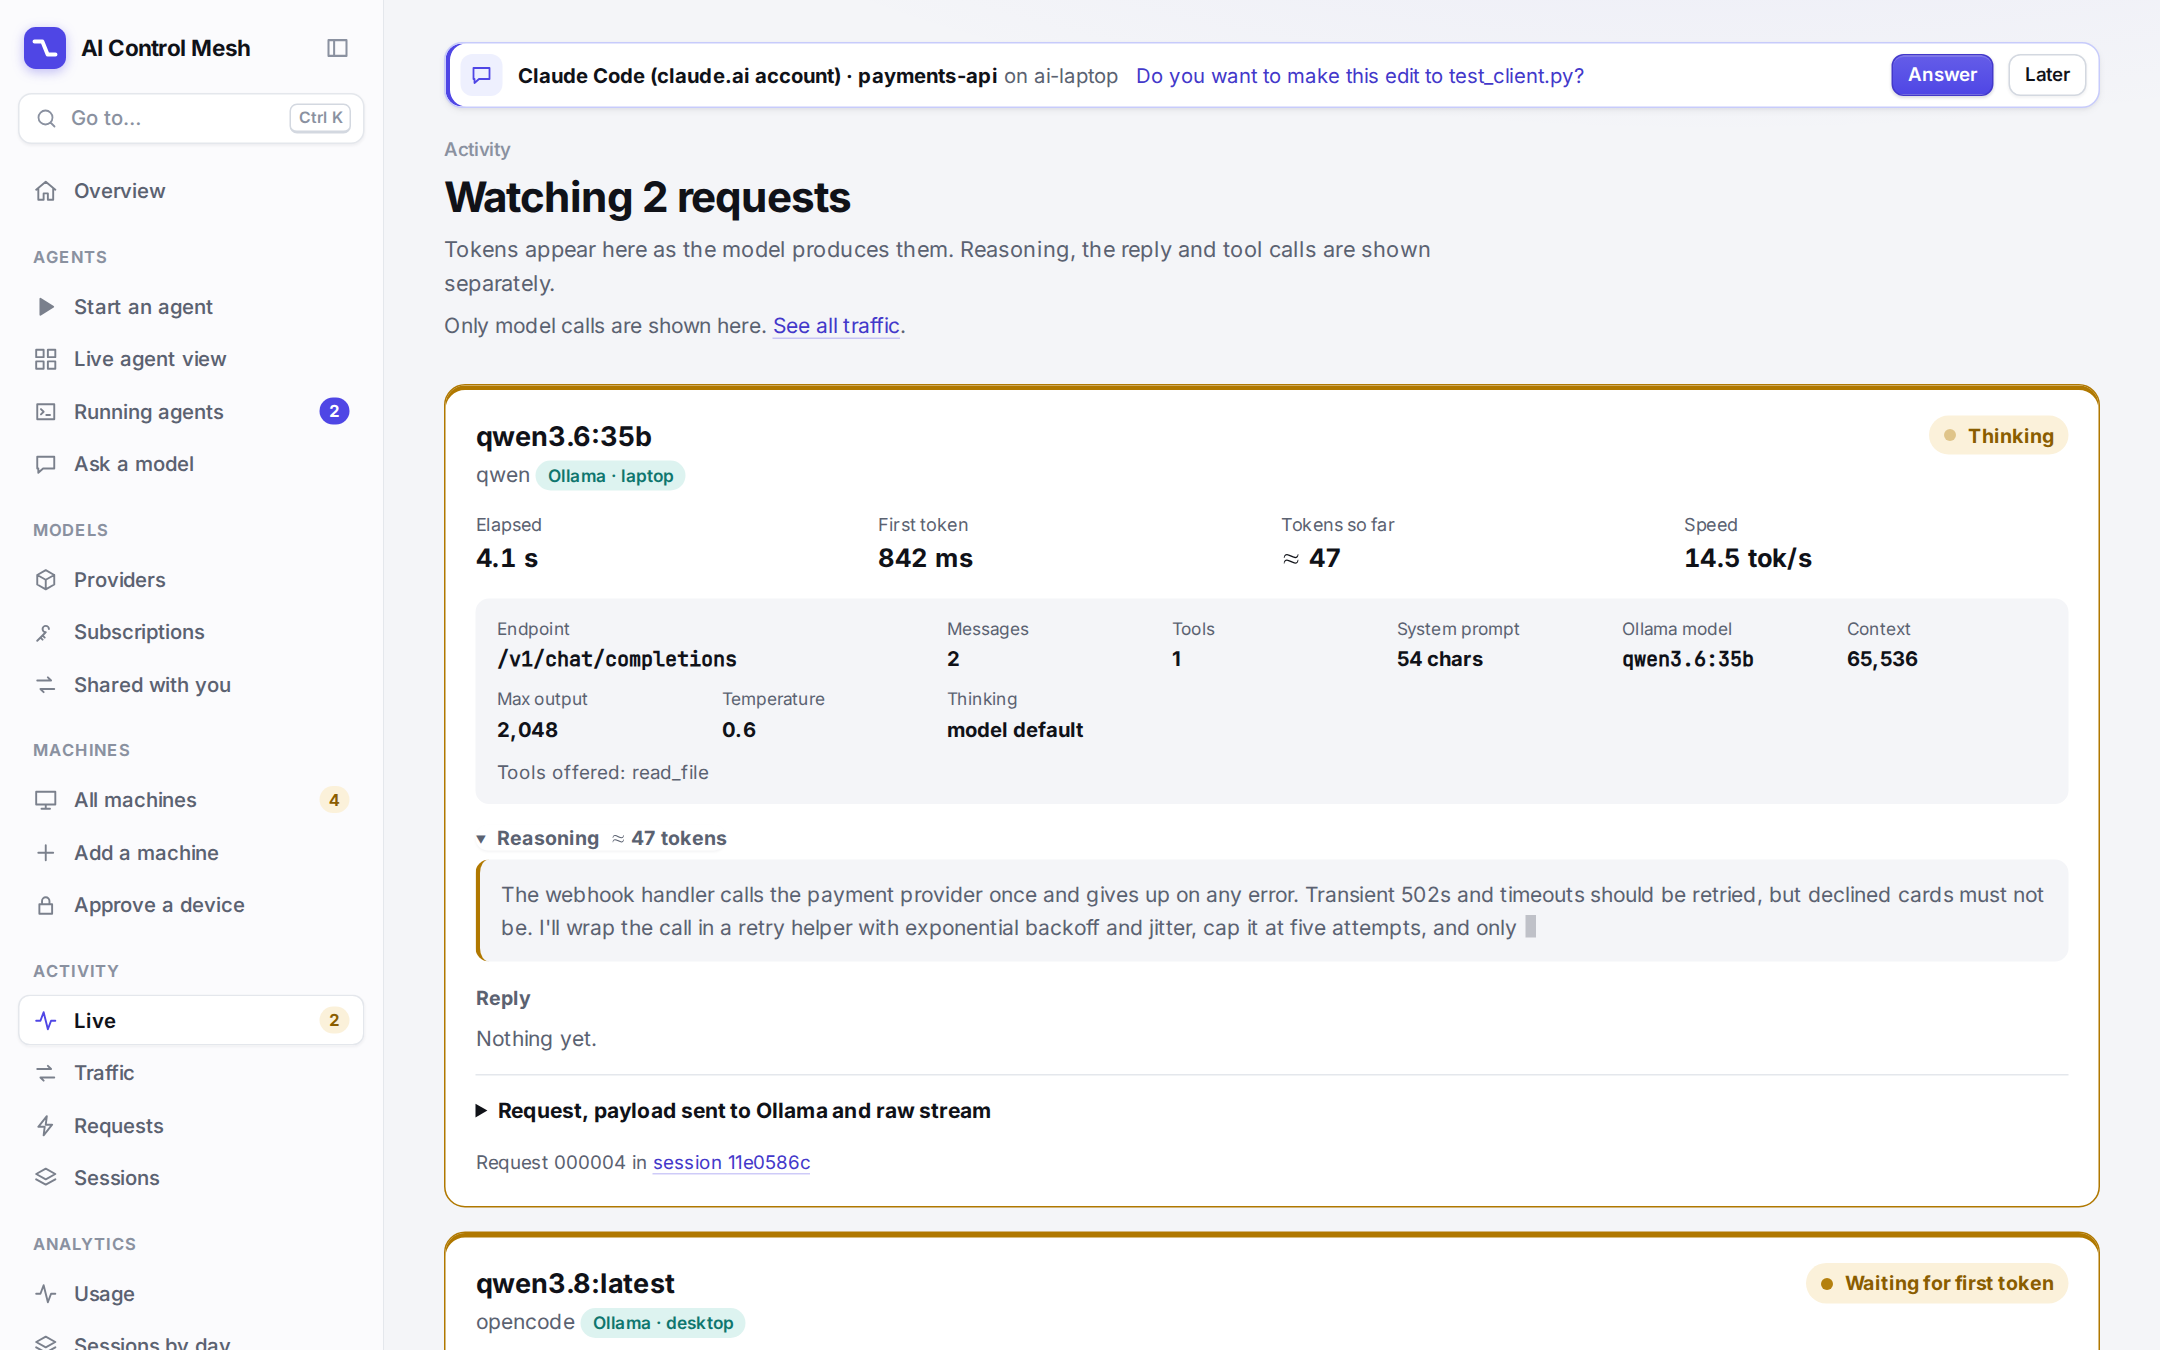 AI Control Mesh
Go to...
Ctrl K
Overview
AGENTS
Start an agent
Live agent view
Running agents
2
Ask a model
MODELS
Providers
Subscriptions
Shared with you
MACHINES
All machines
4
Add a machine
Approve a device
ACTIVITY
Live
2
Traffic
Requests
Sessions
ANALYTICS
Usage
Sessions by day
Claude Code (claude.ai account) · payments-api on ai-laptop Do you want to make this edit to test_client.py?
Answer
Later
Activity
Watching 2 requests
Tokens appear here as the model produces them. Reasoning, the reply and tool calls are shown
separately.
Only model calls are shown here. See all traffic.
qwen3.6:35b
Thinking
qwen Ollama · laptop
Elapsed First token Tokens so far Speed
4.1 s 842 ms ≈ 47 14.5 tok/s
Endpoint Messages Tools System prompt Ollama model Context
/v1/chat/completions 2 1 54 chars qwen3.6:35b 65,536
Max output Temperature Thinking
2,048 0.6 model default
Tools offered: read_file
▾ Reasoning ≈ 47 tokens
The webhook handler calls the payment provider once and gives up on any error. Transient 502s and timeouts should be retried, but declined cards must not
be. I'll wrap the call in a retry helper with exponential backoff and jitter, cap it at five attempts, and only
Reply
Nothing yet.
▶ Request, payload sent to Ollama and raw stream
Request 000004 in session 11e0586c
qwen3.8:latest
Waiting for first token
opencode Ollama · desktop